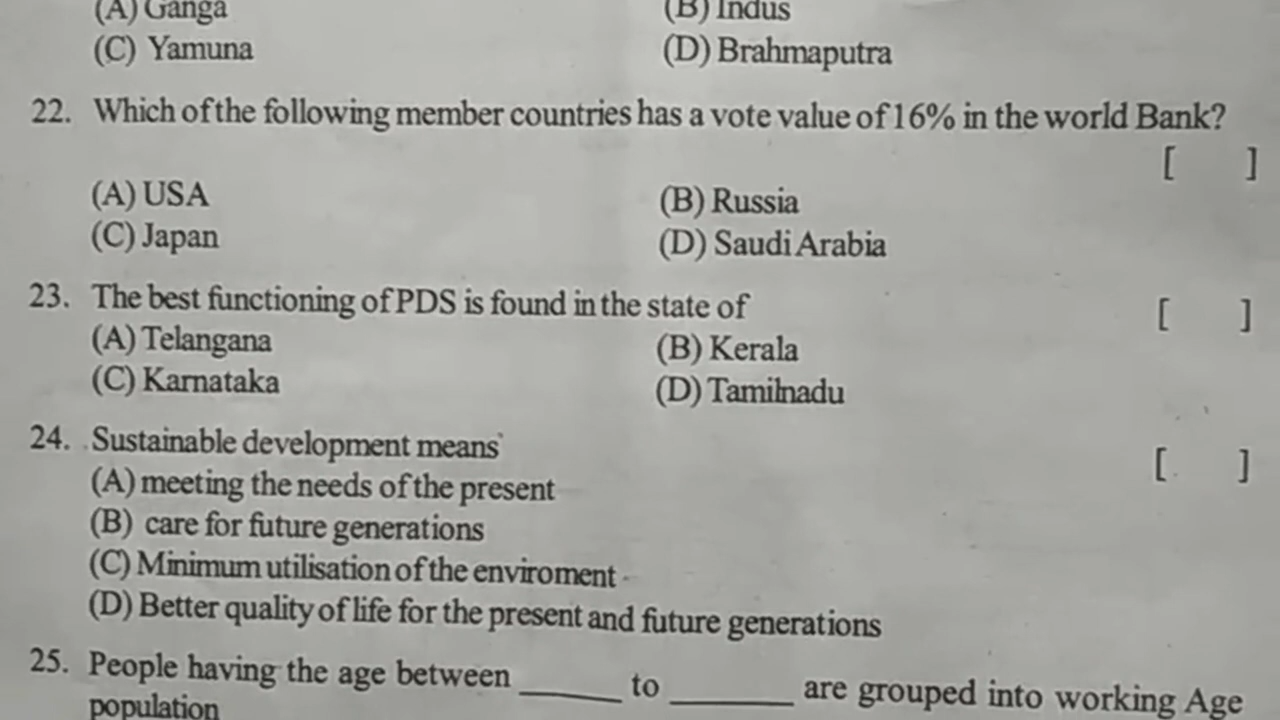 (A) Ganga (B) Indus
(C) Yamuna (D) Brahmaputra
22. Which of the following member countries has a vote value of 16% in the world Bank?
[ ]
(A) USA (B) Russia
(C) Japan (D) Saudi Arabia
23. The best functioning of PDS is found in the state of [ ]
(A) Telangana (B) Kerala
(C) Karnataka (D) Tamilnadu
24. Sustainable development means [ ]
(A) meeting the needs of the present
(B) care for future generations
(C) Minimum utilisation of the enviroment
(D) Better quality of life for the present and future generations
25. People having the age between ______ to ______ are grouped into working Age
population